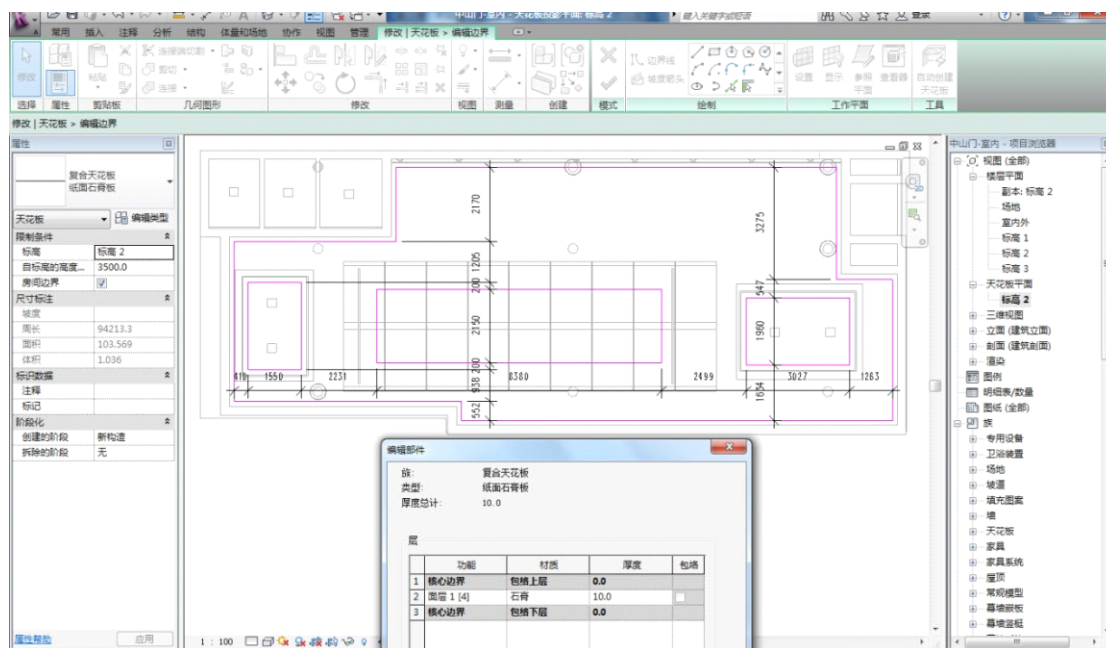 中山门-室内 - 天花板投影平面: 标高 2
键入关键字或短语
登录
常用 插入 注释 分析 结构 体量和场地 协作 视图 管理 修改 | 天花板 > 编辑边界
修改 粘贴 连接端切割 剪切 连接 边界线 坡度箭头 设置 显示 参照平面 查看器 自动创建天花板
选择 属性 剪贴板 几何图形 修改 视图 测量 创建 模式 绘制 工作平面 工具
修改 | 天花板 > 编辑边界
属性
复合天花板
纸面石膏板
天花板 编辑类型
限制条件
标高 标高 2
自标高的高度... 3500.0
房间边界
尺寸标注
坡度
周长 94213.3
面积 103.569
体积 1.036
标识数据
注释
标记
阶段化
创建的阶段 新构造
拆除的阶段 无
属性帮助 应用
2170
3275
1205
200
547
2150
1960
200
410 1550 2231 938 8380 2499 3027 1263
552
1654
1 : 100
编辑部件
族: 复合天花板
类型: 纸面石膏板
厚度总计: 10.0
层
功能 材质 厚度 包络
1 核心边界 包络上层 0.0
2 面层 1 [4] 石膏 10.0
3 核心边界 包络下层 0.0
中山门-室内 - 项目浏览器
视图 (全部)
楼层平面
副本: 标高 2
场地
室内外
标高 1
标高 2
标高 3
天花板平面
标高 2
三维视图
立面 (建筑立面)
剖面 (建筑剖面)
渲染
图例
明细表/数量
图纸 (全部)
族
专用设备
卫浴装置
场地
坡道
填充图案
墙
天花板
家具
家具系统
屋顶
常规模型
幕墙嵌板
幕墙竖梃